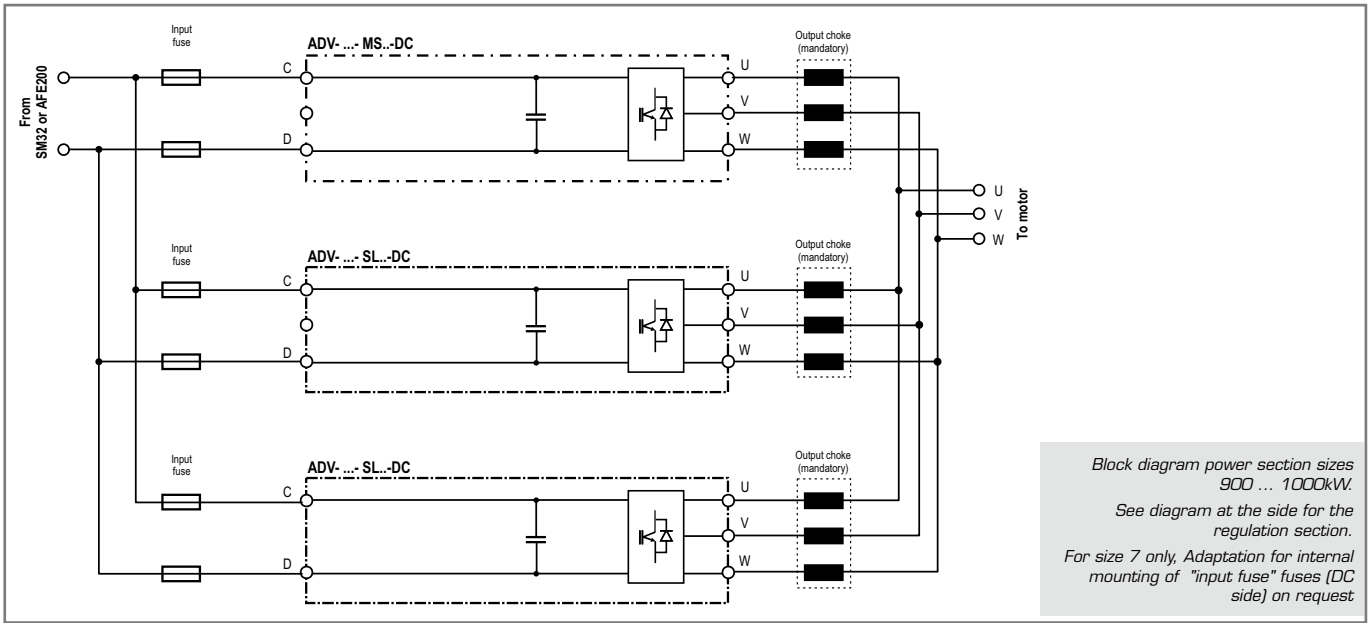 Input
fuse
ADV- ...- MS..-DC
Output choke
(mandatory)
From
SM32 or AFE200
C
D
U
V
W
U
V
W
To motor
Input
fuse
ADV- ...- SL..-DC
Output choke
(mandatory)
C
D
U
V
W
Input
fuse
ADV- ...- SL..-DC
Output choke
(mandatory)
C
D
U
V
W
Block diagram power section sizes
900 ... 1000kW.
See diagram at the side for the
regulation section.
For size 7 only, Adaptation for internal
mounting of "input fuse" fuses (DC
side) on request